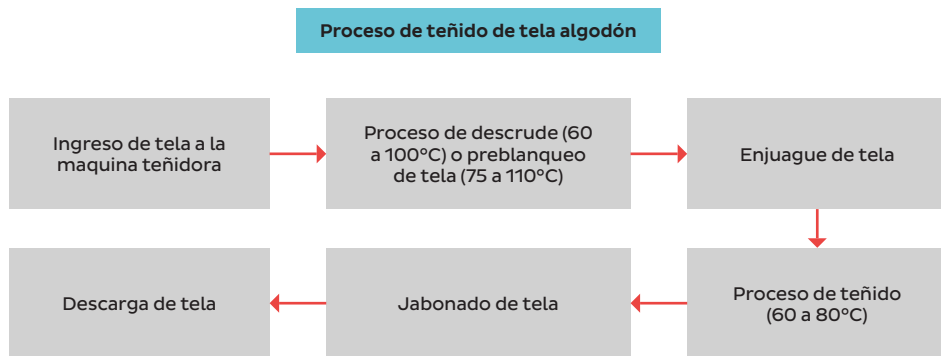 Proceso de teñido de tela algodón
Ingreso de tela a la
maquina teñidora
Proceso de descrude (60
a 100°C) o preblanqueo
de tela (75 a 110°C)
Enjuague de tela
Proceso de teñido
(60 a 80°C)
Jabonado de tela
Descarga de tela